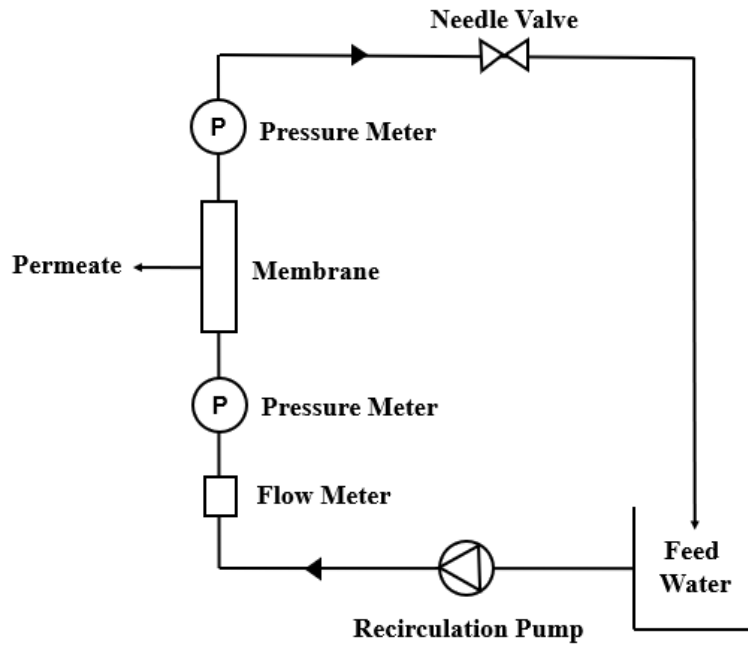 Needle Valve
P
Pressure Meter
Permeate
Membrane
P
Pressure Meter
Flow Meter
Feed
Water
Recirculation Pump